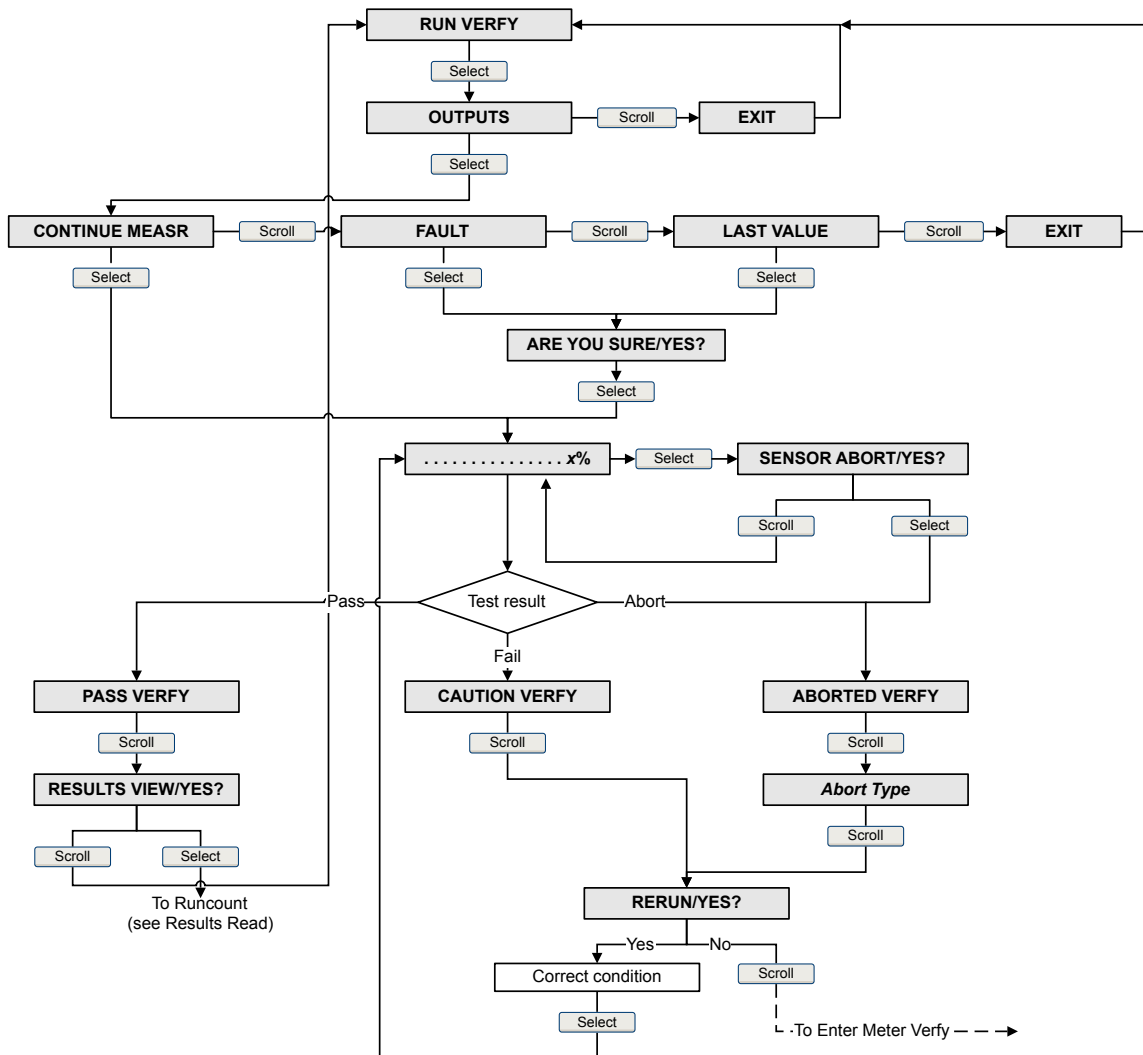 RUN VERFY
Select
OUTPUTS
Scroll
EXIT
Select
CONTINUE MEASR
Scroll
FAULT
Scroll
LAST VALUE
Scroll
EXIT
Select
Select
Select
ARE YOU SURE/YES?
Select
. . . . . . . . . . . . . . . x%
Select
SENSOR ABORT/YES?
Scroll
Select
Pass
Test result
Abort
Fail
PASS VERFY
CAUTION VERFY
ABORTED VERFY
Scroll
Scroll
Scroll
RESULTS VIEW/YES?
Abort Type
Scroll
Select
Scroll
To Runcount
(see Results Read)
RERUN/YES?
Yes
No
Correct condition
Scroll
Select
To Enter Meter Verfy